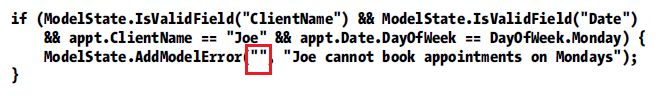 if (ModelState.IsValidField("ClientName") && ModelState.IsValidField("Date")
&& appt.ClientName == "Joe" && appt.Date.DayOfWeek == DayOfWeek.Monday) {
ModelState.AddModelError("", "Joe cannot book appointments on Mondays");
}